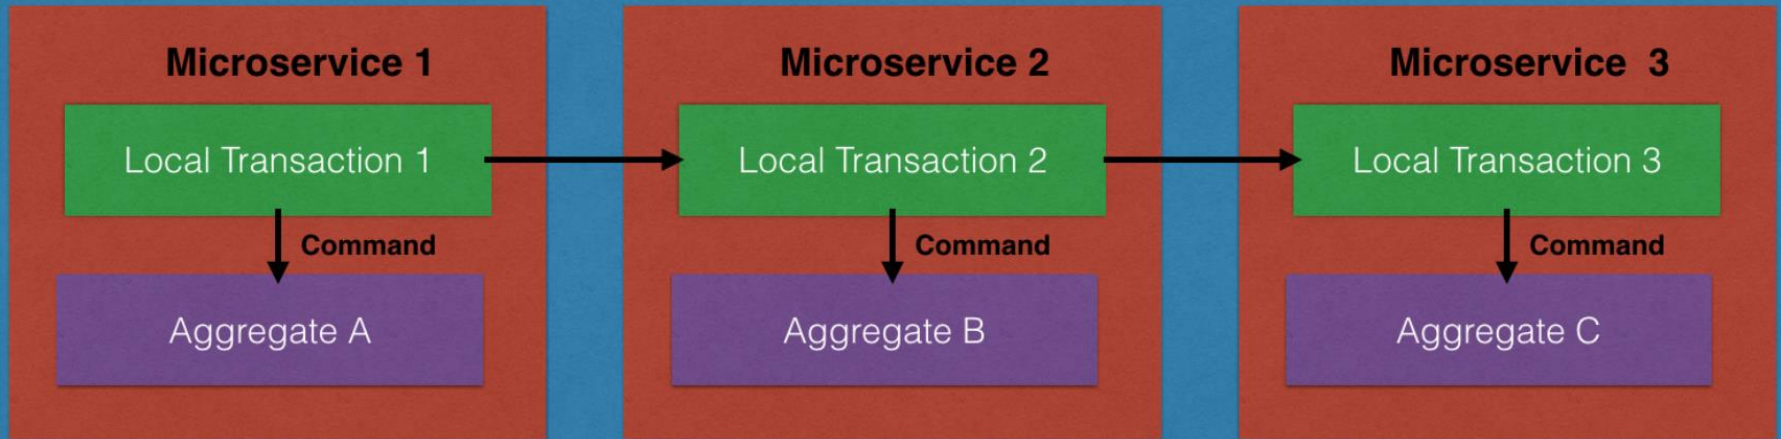 Microservice 1
Microservice 2
Microservice 3
Local Transaction 1
Local Transaction 2
Local Transaction 3
Command
Command
Command
Aggregate A
Aggregate B
Aggregate C